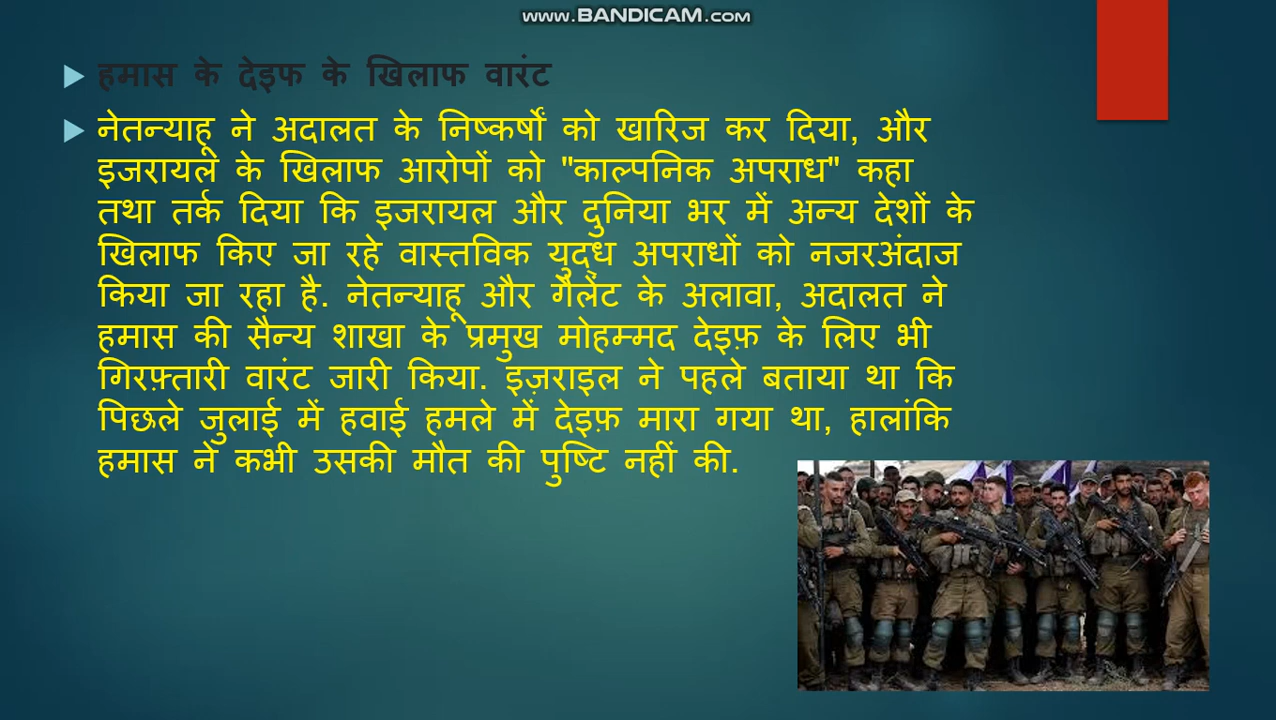 www.BANDICAM.com
हमास के देइफ के खिलाफ वारंट
नेतन्याहू ने अदालत के निष्कर्षों को खारिज कर दिया, और
इजरायल के खिलाफ आरोपों को "काल्पनिक अपराध" कहा
तथा तर्क दिया कि इजरायल और दुनिया भर में अन्य देशों के
खिलाफ किए जा रहे वास्तविक युद्ध अपराधों को नजरअंदाज
किया जा रहा है. नेतन्याहू और गैलेंट के अलावा, अदालत ने
हमास की सैन्य शाखा के प्रमुख मोहम्मद देइफ़ के लिए भी
गिरफ़्तारी वारंट जारी किया. इज़राइल ने पहले बताया था कि
पिछले जुलाई में हवाई हमले में देइफ़ मारा गया था, हालांकि
हमास ने कभी उसकी मौत की पुष्टि नहीं की.